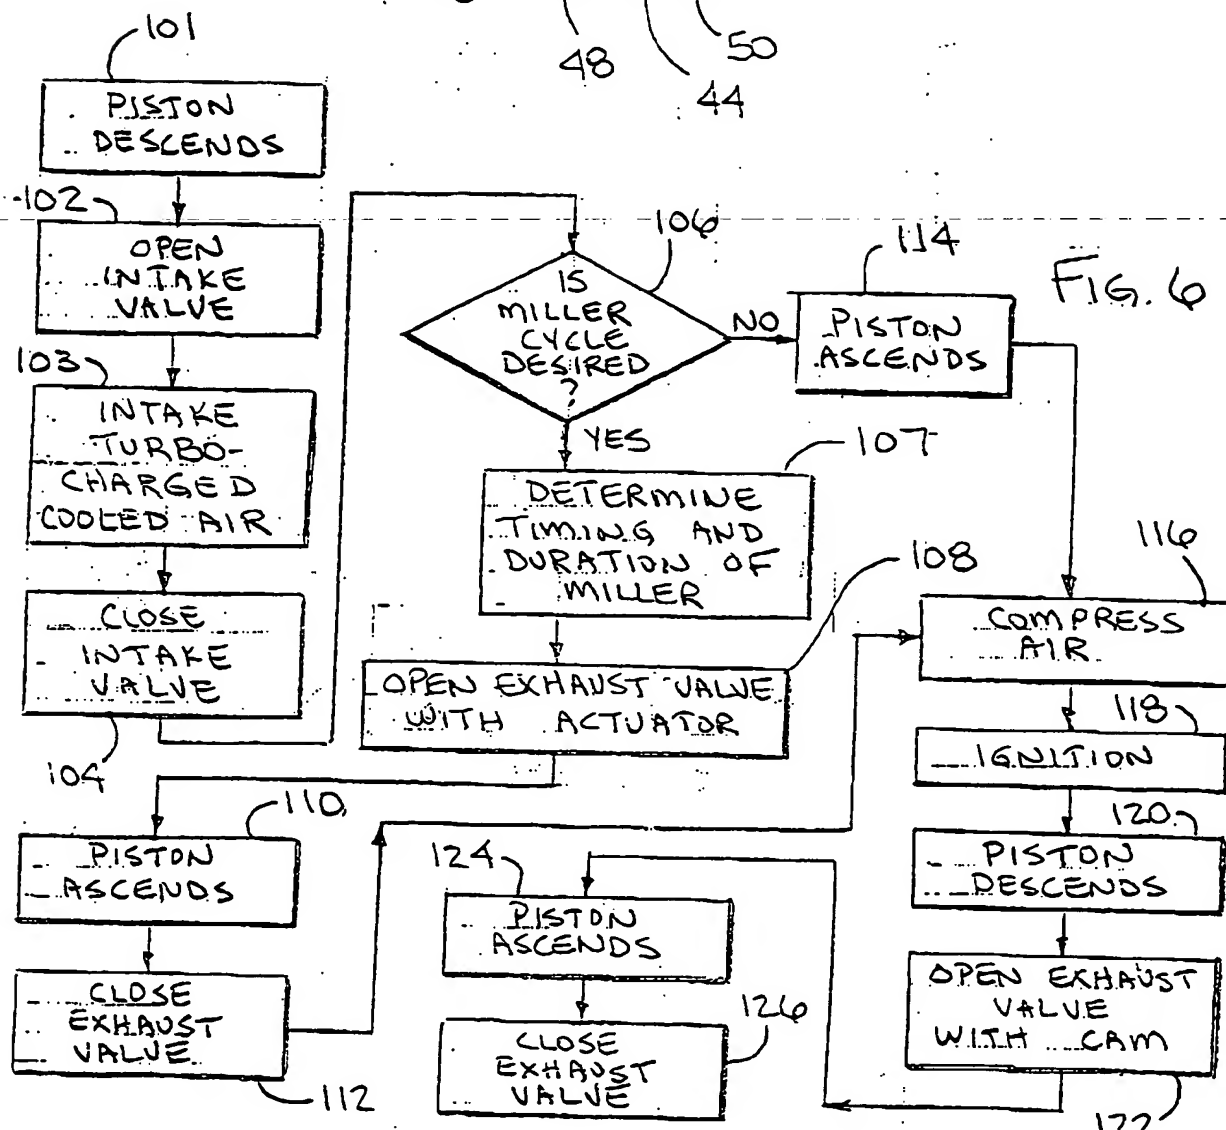 48
44
50
101
PISTON
DESCENDS
102
OPEN
INTAKE
VALVE
103
INTAKE
TURBO-
CHARGED
COOLED AIR
CLOSE
INTAKE
VALVE
104
106
IS
MILLER
CYCLE
DESIRED
?
NO
YES
114
PISTON
ASCENDS
FIG. 6
107
DETERMINE
TIMING AND
DURATION OF
MILLER
108
OPEN EXHAUST VALVE
WITH ACTUATOR
110
PISTON
ASCENDS
CLOSE
EXHAUST
VALVE
112
116
COMPRESS
AIR
118
IGNITION
120
PISTON
DESCENDS
OPEN EXHAUST
VALVE
WITH CAM
122
124
PISTON
ASCENDS
CLOSE
EXHAUST
VALVE
126